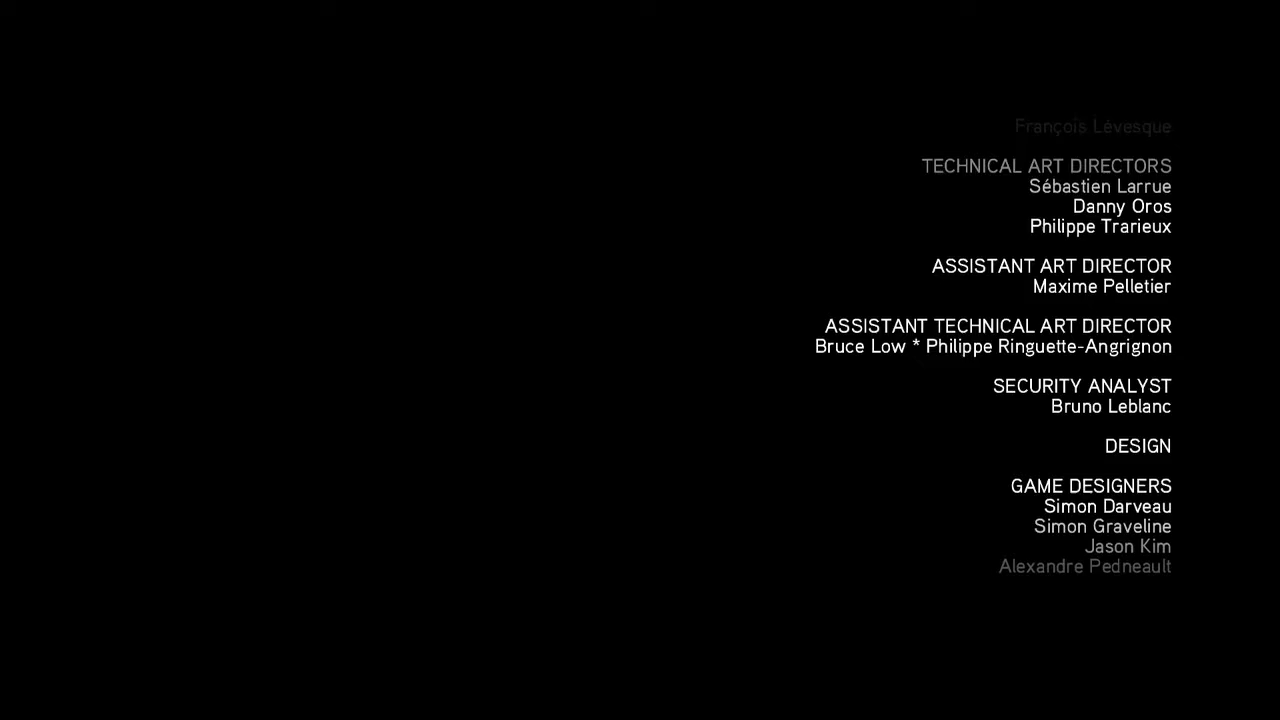 François Lévesque
TECHNICAL ART DIRECTORS
Sébastien Larrue
Danny Oros
Philippe Trarieux
ASSISTANT ART DIRECTOR
Maxime Pelletier
ASSISTANT TECHNICAL ART DIRECTOR
Bruce Low * Philippe Ringuette-Angrignon
SECURITY ANALYST
Bruno Leblanc
DESIGN
GAME DESIGNERS
Simon Darveau
Simon Graveline
Jason Kim
Alexandre Pedneault